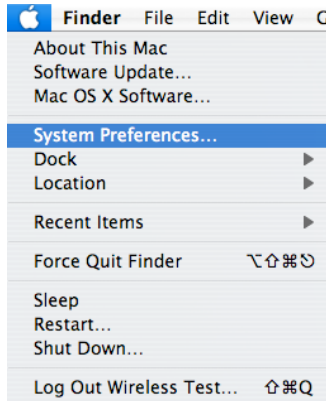 Finder File Edit View G
About This Mac
Software Update...
Mac OS X Software...
System Preferences...
Dock
Location
Recent Items
Force Quit Finder ⌥⇧⌘⎋
Sleep
Restart...
Shut Down...
Log Out Wireless Test... ⇧⌘Q